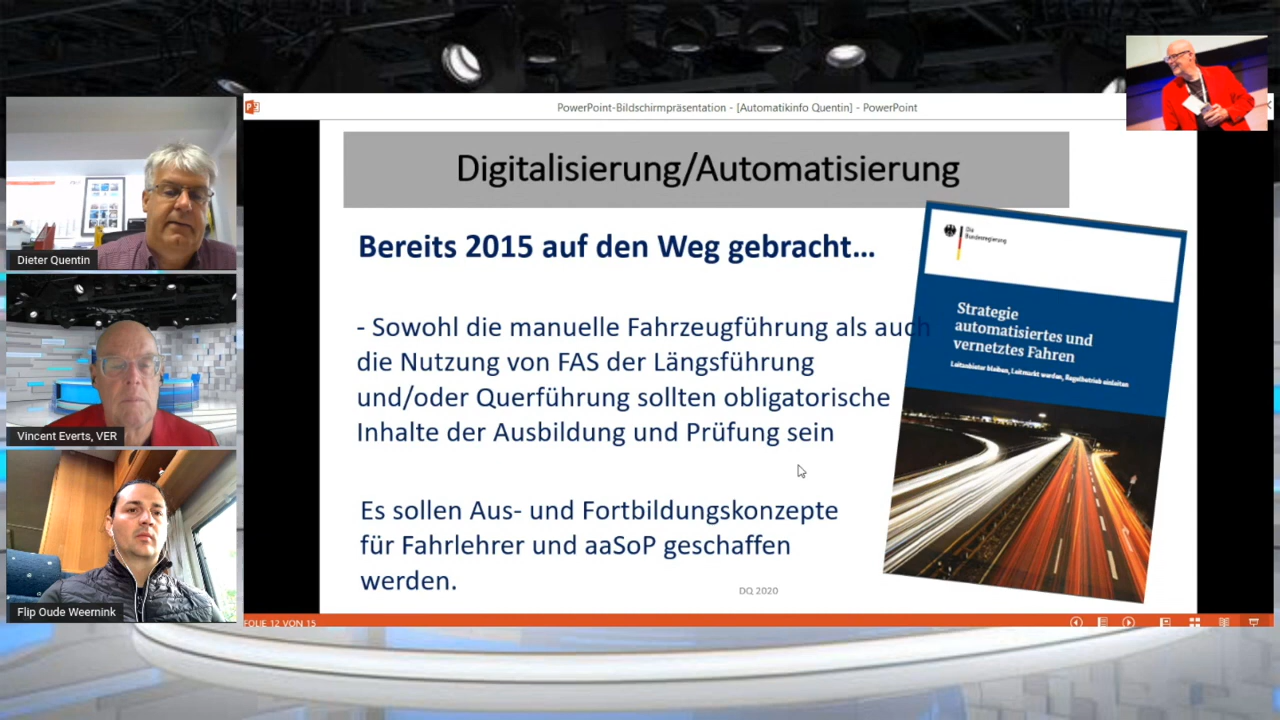 PowerPoint-Bildschirmpräsentation - [Automatikinfo Quentin] - PowerPoint
Digitalisierung/Automatisierung
Bereits 2015 auf den Weg gebracht...
- Sowohl die manuelle Fahrzeugführung als auch
die Nutzung von FAS der Längsführung
und/oder Querführung sollten obligatorische
Inhalte der Ausbildung und Prüfung sein
Es sollen Aus- und Fortbildungskonzepte
für Fahrlehrer und aaSoP geschaffen
werden.
DQ 2020
Die
Bundesregierung
Strategie
automatisiertes und
vernetztes Fahren
Leitanbieter bleiben, Leitmarkt werden, Regelbetrieb einleiten
Dieter Quentin
Vincent Everts, VER
Flip Oude Weernink
FOLIE 12 VON 15